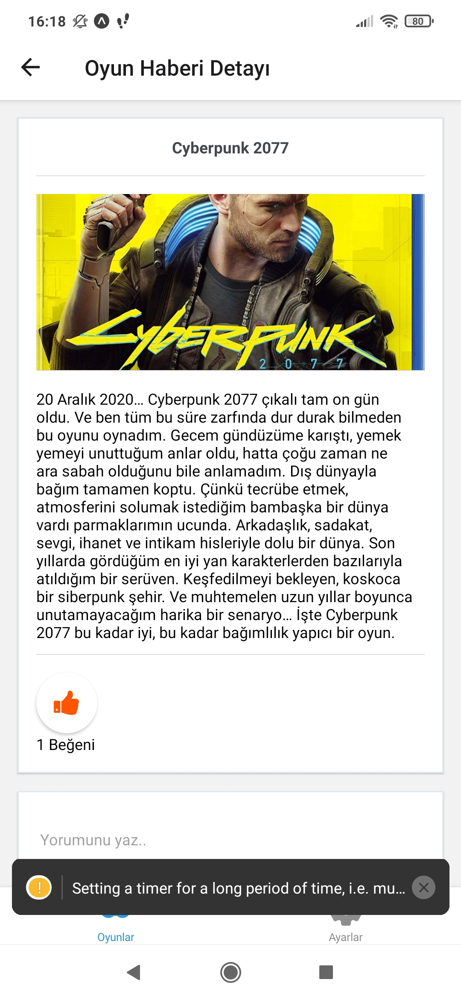 16:18
80
Oyun Haberi Detayı
Cyberpunk 2077
CYBERPUNK
2077
20 Aralık 2020... Cyberpunk 2077 çıkalı tam on gün
oldu. Ve ben tüm bu süre zarfında dur durak bilmeden
bu oyunu oynadım. Gecem gündüzüme karıştı, yemek
yemeyi unuttuğum anlar oldu, hatta çoğu zaman ne
ara sabah olduğunu bile anlamadım. Dış dünyayla
bağım tamamen koptu. Çünkü tecrübe etmek,
atmosferini solumak istediğim bambaşka bir dünya
vardı parmaklarımın ucunda. Arkadaşlık, sadakat,
sevgi, ihanet ve intikam hisleriyle dolu bir dünya. Son
yıllarda gördüğüm en iyi yan karakterlerden bazılarıyla
atıldığım bir serüven. Keşfedilmeyi bekleyen, koskoca
bir siberpunk şehir. Ve muhtemelen uzun yıllar boyunca
unutamayacağım harika bir senaryo... İşte Cyberpunk
2077 bu kadar iyi, bu kadar bağımlılık yapıcı bir oyun.
1 Beğeni
Yorumunu yaz..
Setting a timer for a long period of time, i.e. mu...
Oyunlar
Ayarlar